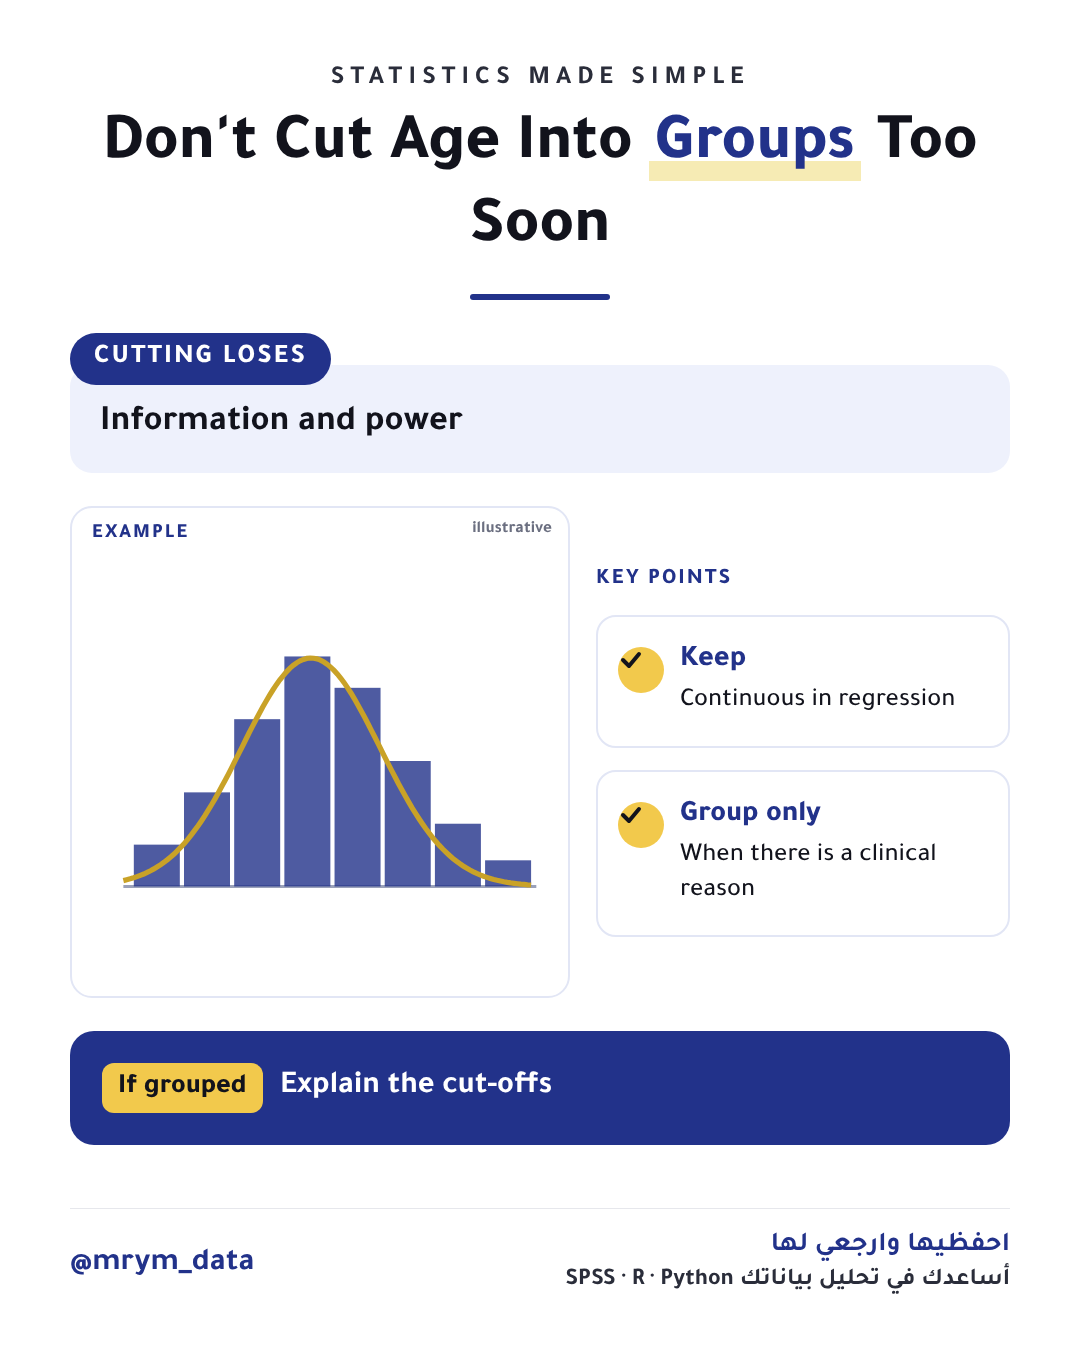 STATISTICS MADE SIMPLE
Don't Cut Age Into Groups Too
Soon
CUTTING LOSES
Information and power
EXAMPLE
illustrative
KEY POINTS
Keep
Continuous in regression
Group only
When there is a clinical
reason
If grouped Explain the cut-offs
@mrym_data
احفظيها وارجعي لها
أساعدك في تحليل بياناتك SPSS · R · Python